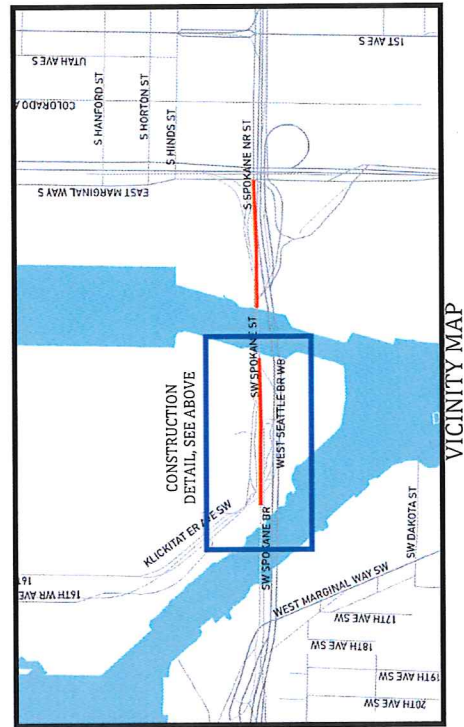 1ST AVE S
UTAH AVE S
COLORADO A
S HANFORD ST
S HORTON ST
S HINDS ST
EAST MARGINAL WAY S
S SPOKANE NR ST
SW SPOKANE ST
WEST SEATTLE BR WB
CONSTRUCTION
DETAIL, SEE ABOVE
KLICKITAT ER AVE SW
16T
16TH WR AVE
SW SPOKANE BR
WEST MARGINAL WAY SW
SW DAKOTA ST
17TH AVE SW
18TH AVE SW
19TH AVE SW
20TH AVE SW
VICINITY MAP